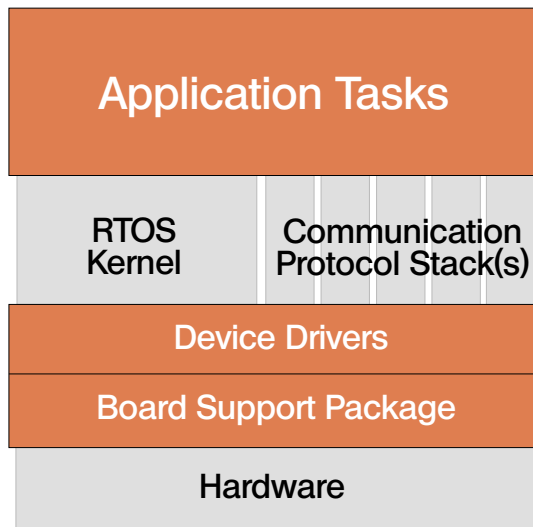 Application Tasks
RTOS
Kernel
Communication
Protocol Stack(s)
Device Drivers
Board Support Package
Hardware